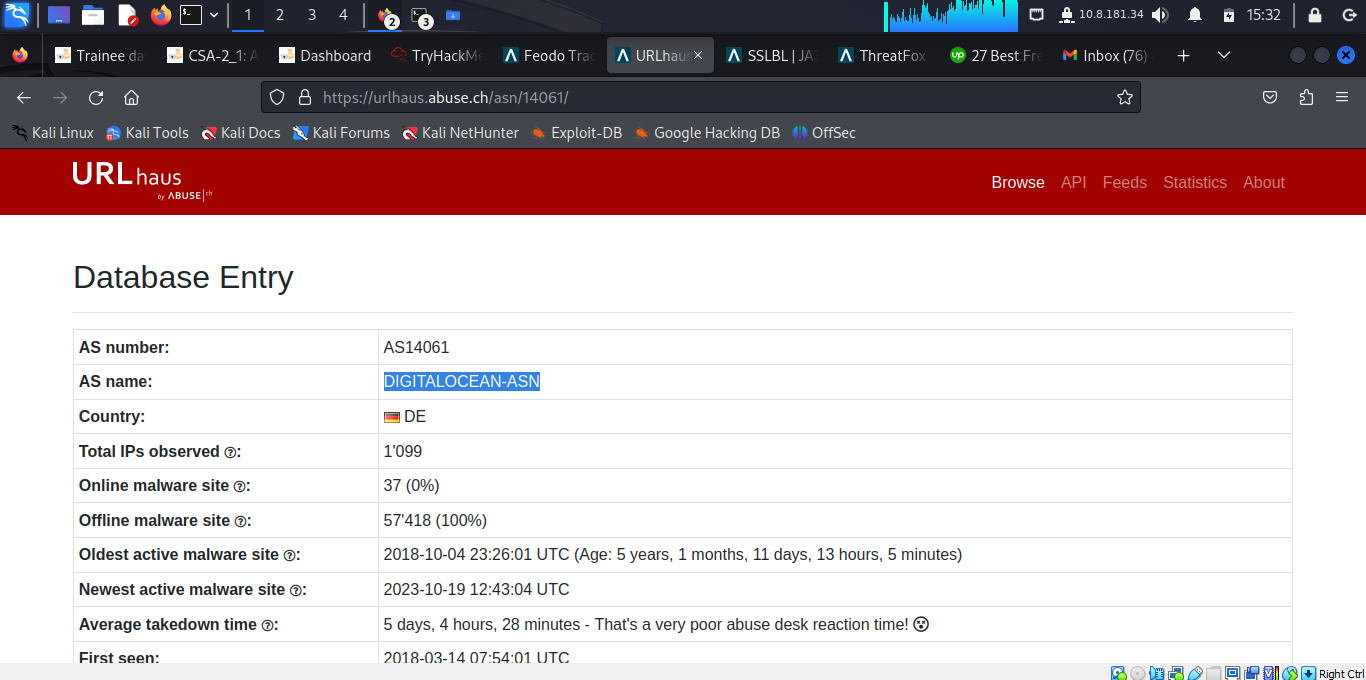 1 2 3 4 2 3 10.8.181.34 15:32
Trainee da CSA-2_1: A Dashboard TryHackMe Feodo Trac URLhaus SSLBL | JA3 ThreatFox 27 Best Fre Inbox (76)
https://urlhaus.abuse.ch/asn/14061/
Kali Linux Kali Tools Kali Docs Kali Forums Kali NetHunter Exploit-DB Google Hacking DB OffSec
URLhaus
by ABUSE|ch
Browse API Feeds Statistics About
Database Entry
AS number: AS14061
AS name: DIGITALOCEAN-ASN
Country: DE
Total IPs observed ?: 1'099
Online malware site ?: 37 (0%)
Offline malware site ?: 57'418 (100%)
Oldest active malware site ?: 2018-10-04 23:26:01 UTC (Age: 5 years, 1 months, 11 days, 13 hours, 5 minutes)
Newest active malware site ?: 2023-10-19 12:43:04 UTC
Average takedown time ?: 5 days, 4 hours, 28 minutes - That's a very poor abuse desk reaction time! 😵
First seen: 2018-03-14 07:54:01 UTC
Right Ctrl